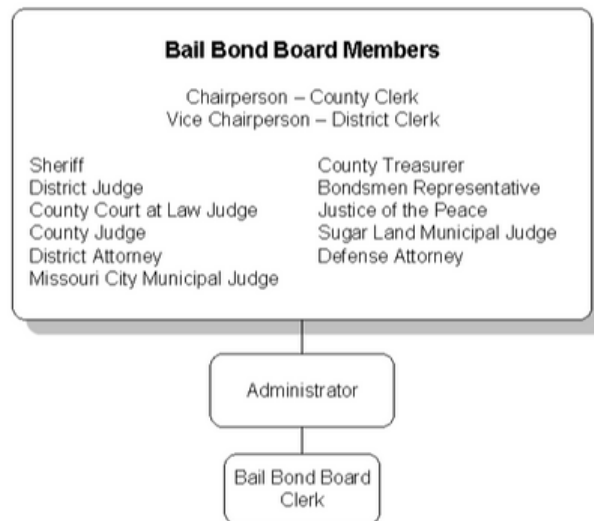 Bail Bond Board Members
Chairperson – County Clerk
Vice Chairperson – District Clerk
Sheriff
District Judge
County Court at Law Judge
County Judge
District Attorney
Missouri City Municipal Judge
County Treasurer
Bondsmen Representative
Justice of the Peace
Sugar Land Municipal Judge
Defense Attorney
Administrator
Bail Bond Board
Clerk